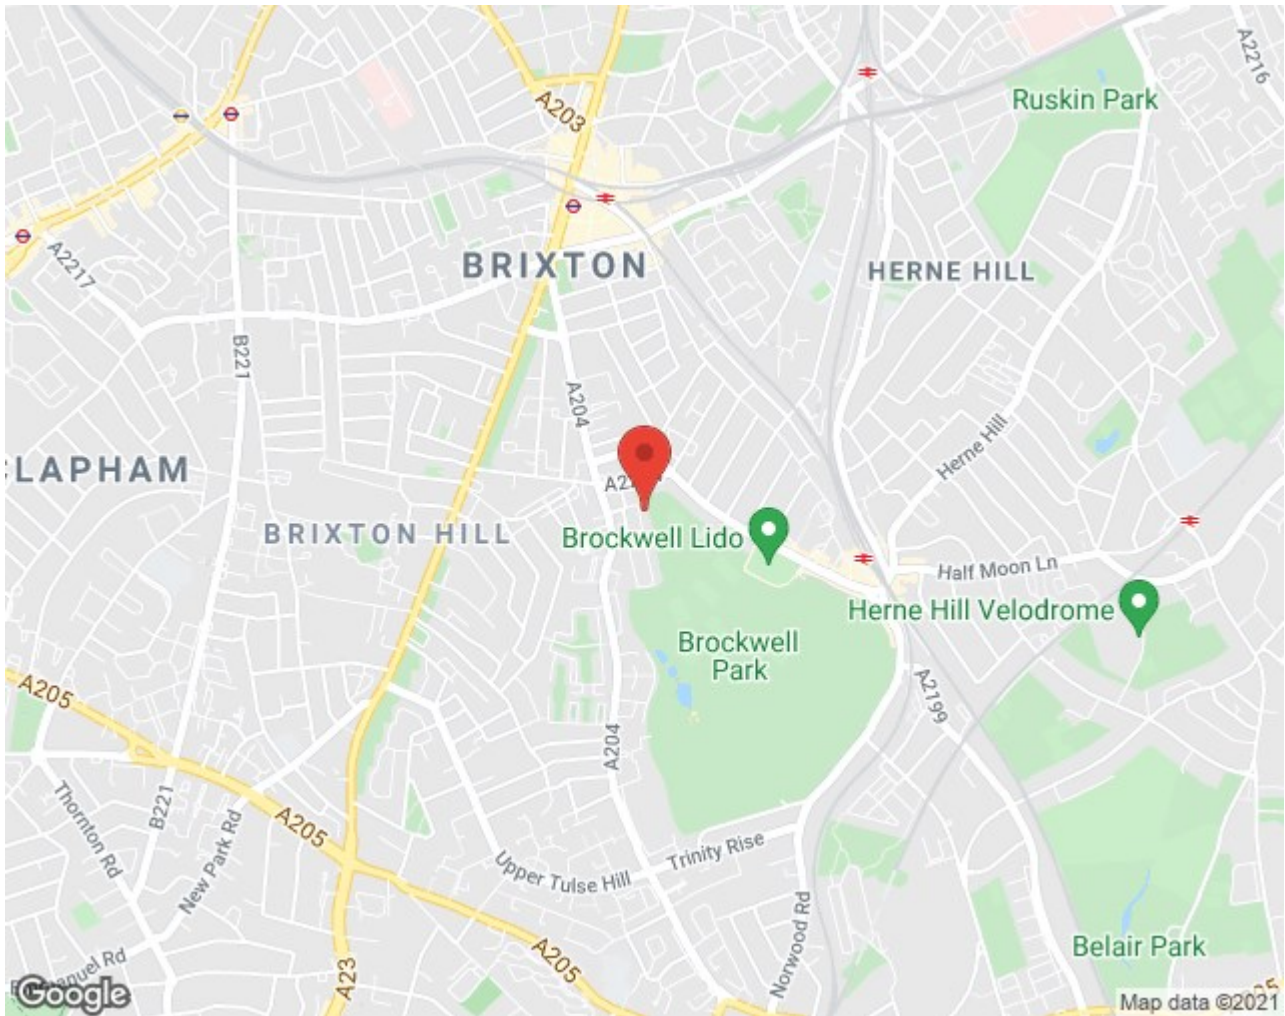 A2216
A203
Ruskin Park
A2217
BRIXTON
HERNE HILL
B221
A204
CLAPHAM
Herne Hill
BRIXTON HILL
Brockwell Lido
Half Moon Ln
Herne Hill Velodrome
Brockwell
Park
A205
A2199
A204
Thornton Rd
B221
New Park Rd
A205
Upper Tulse Hill
Trinity Rise
Norwood Rd
A205
A23
Belair Park
Google
Map data ©2021